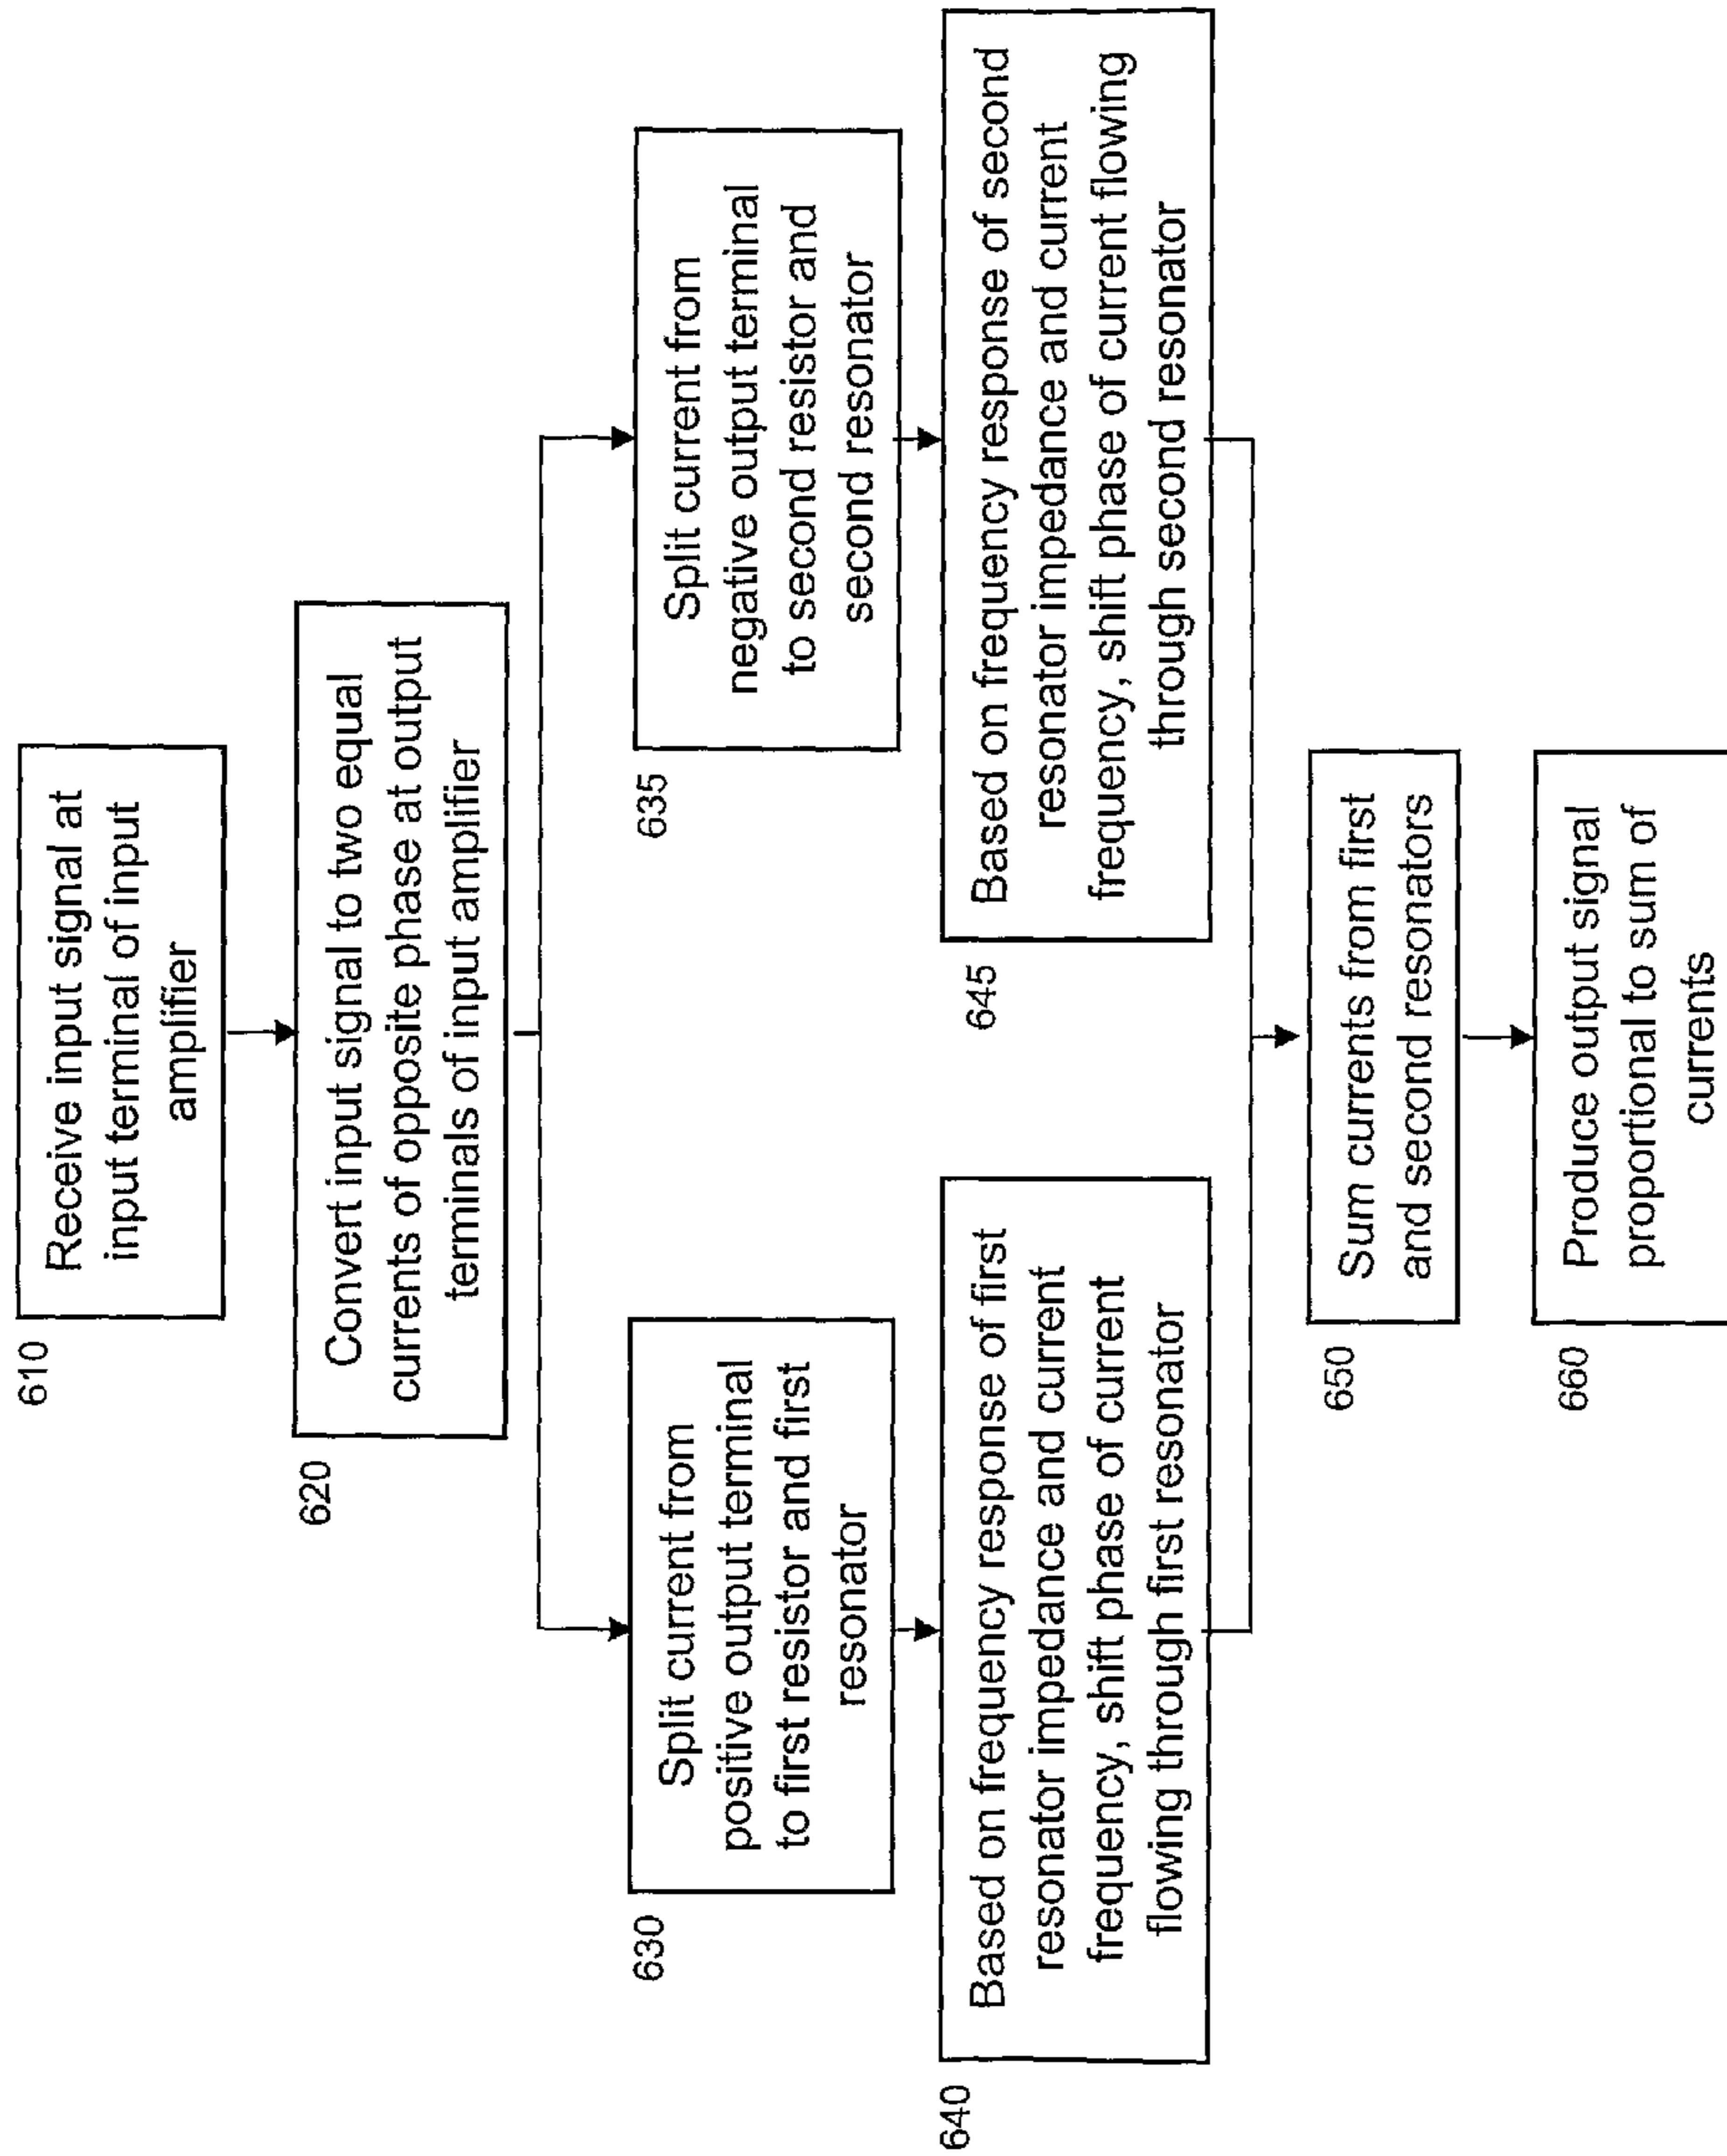 610
Receive input signal at
input terminal of input
amplifier
620
Convert input signal to two equal
currents of opposite phase at output
terminals of input amplifier
630
Split current from
positive output terminal
to first resistor and first
resonator
635
Split current from
negative output terminal
to second resistor and
second resonator
640
Based on frequency response of first
resonator impedance and current
frequency, shift phase of current
flowing through first resonator
645
Based on frequency response of second
resonator impedance and current
frequency, shift phase of current flowing
through second resonator
650
Sum currents from first
and second resonators
660
Produce output signal
proportional to sum of
currents